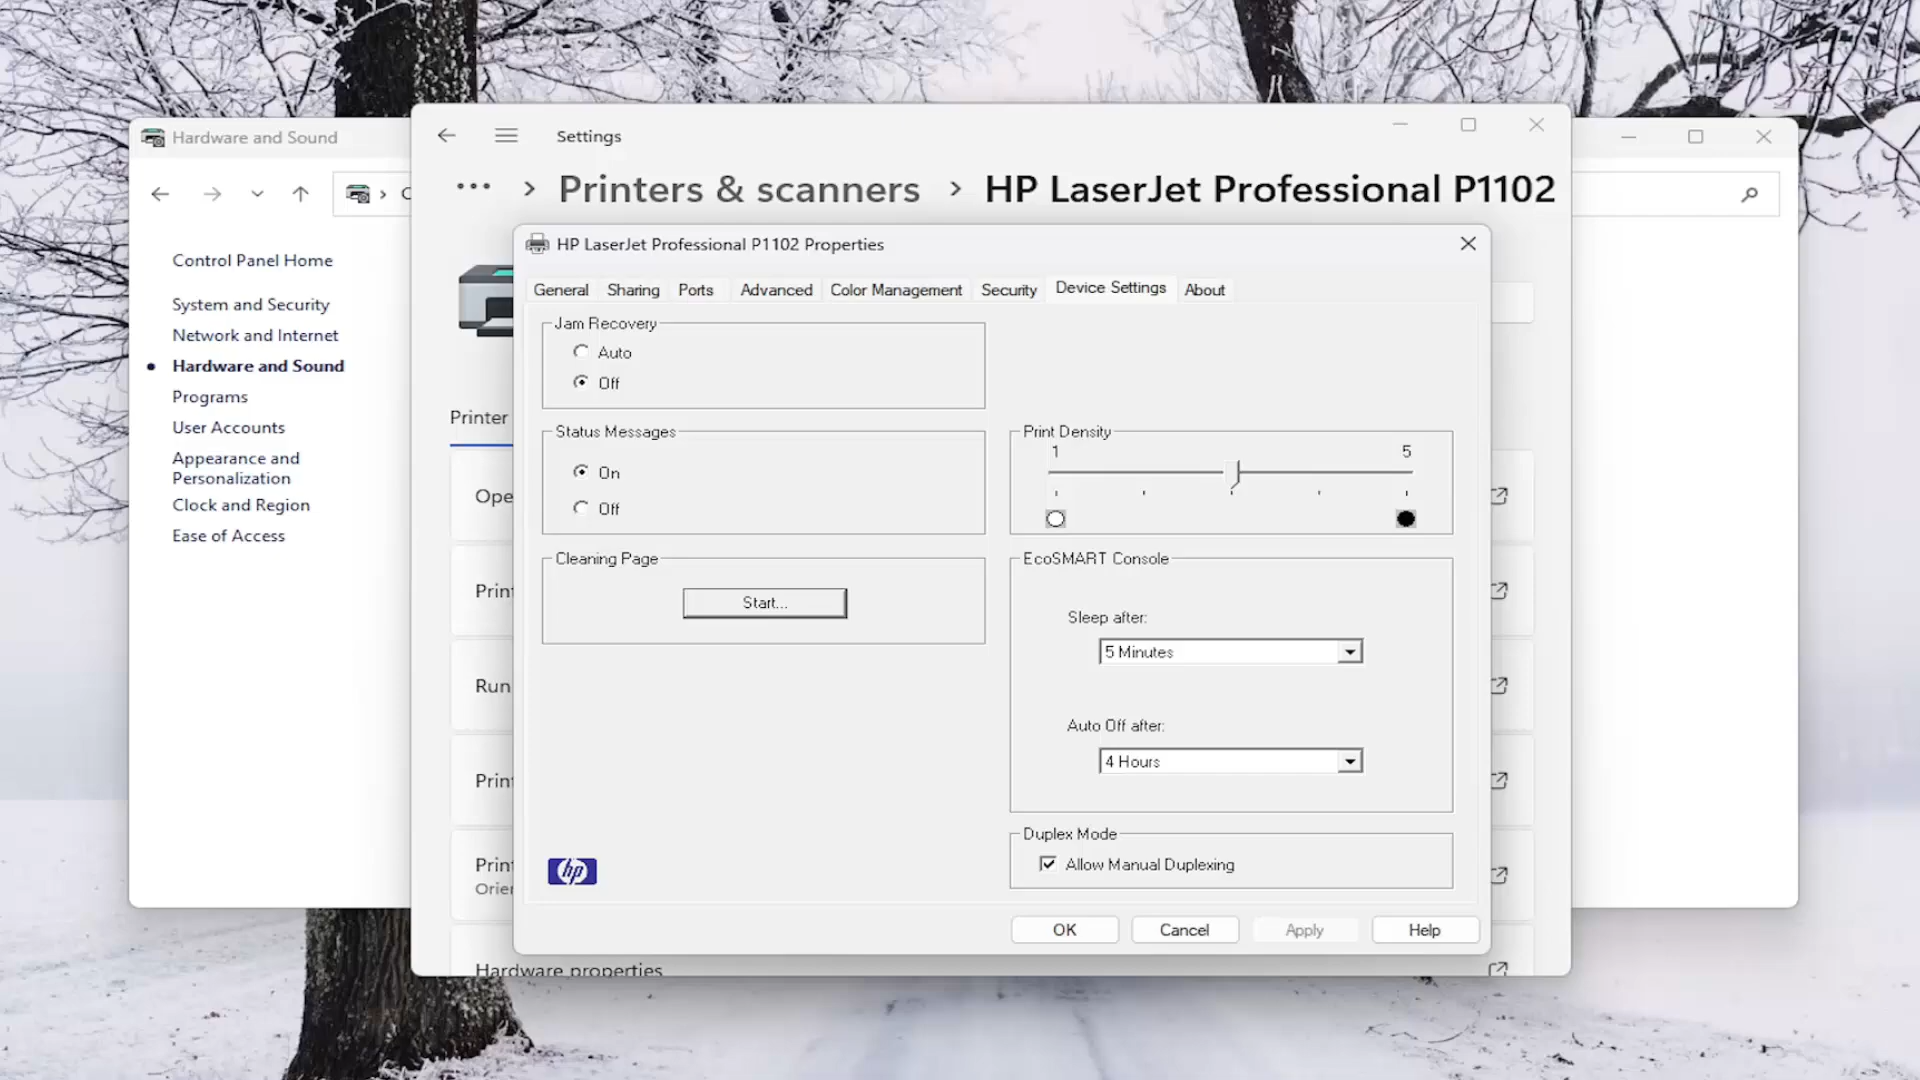 Hardware and Sound
Control Panel Home
System and Security
Network and Internet
Hardware and Sound
Programs
User Accounts
Appearance and
Personalization
Clock and Region
Ease of Access
Settings
... > Printers & scanners > HP LaserJet Professional P1102
Printer
Hardware properties
HP LaserJet Professional P1102 Properties
General Sharing Ports Advanced Color Management Security Device Settings About
Jam Recovery
Auto
Off
Status Messages
On
Off
Cleaning Page
Start...
hp
Print Density
1 5
EcoSMART Console
Sleep after:
5 Minutes
Auto Off after:
4 Hours
Duplex Mode
Allow Manual Duplexing
OK Cancel Apply Help